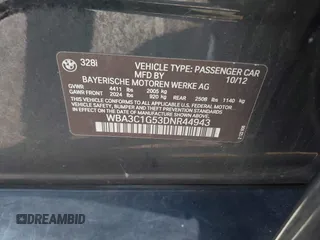 328i
VEHICLE TYPE: PASSENGER CAR
MFD BY 10/12
BAYERISCHE MOTOREN WERKE AG
GVWR 4411 lbs 2005 kg
GAWR FRONT 2024 lbs 920 kg REAR 2508 lbs 1140 kg
THIS VEHICLE CONFORMS TO ALL APPLICABLE U.S. FEDERAL MOTOR
VEHICLE SAFETY, BUMPER, AND THEFT PREVENTION STANDARDS
IN EFFECT ON THE DATE OF MANUFACTURE SHOWN ABOVE.
WBA3C1G53DNR44943
DREAMBID